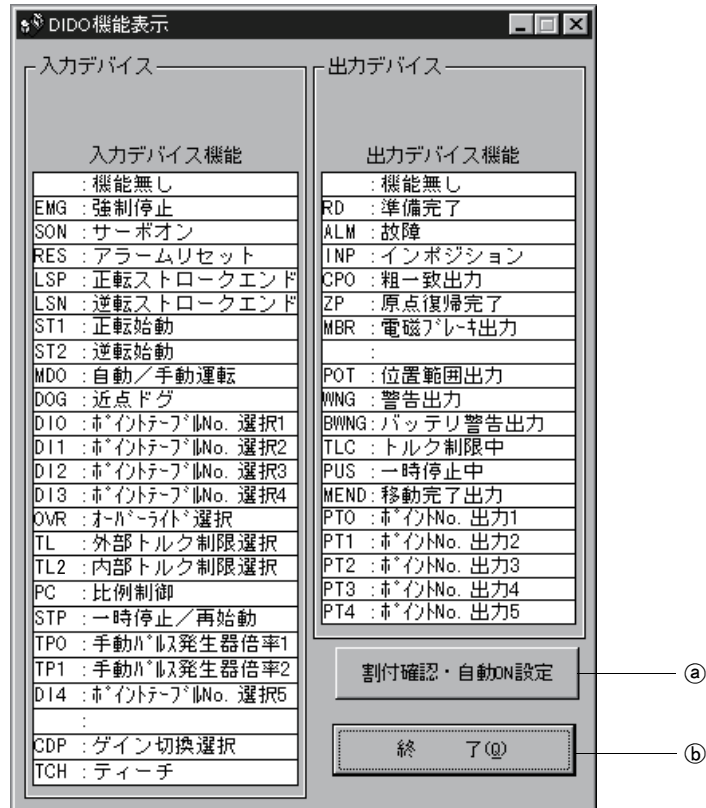 DIDO機能表示
入力デバイス
入力デバイス機能
:機能無し
EMG :強制停止
SON :サーボオン
RES :アラームリセット
LSP :正転ストロークエンド
LSN :逆転ストロークエンド
ST1 :正転始動
ST2 :逆転始動
MD0 :自動／手動運転
DOG :近点ドグ
DI0 :ﾎﾟｲﾝﾄﾃｰﾌﾞﾙNo. 選択1
DI1 :ﾎﾟｲﾝﾄﾃｰﾌﾞﾙNo. 選択2
DI2 :ﾎﾟｲﾝﾄﾃｰﾌﾞﾙNo. 選択3
DI3 :ﾎﾟｲﾝﾄﾃｰﾌﾞﾙNo. 選択4
OVR :ｵｰﾊﾞｰﾗｲﾄﾞ選択
TL :外部トルク制限選択
TL2 :内部トルク制限選択
PC :比例制御
STP :一時停止／再始動
TP0 :手動ﾊﾟﾙｽ発生器倍率1
TP1 :手動ﾊﾟﾙｽ発生器倍率2
DI4 :ﾎﾟｲﾝﾄﾃｰﾌﾞﾙNo. 選択5
:
CDP :ゲイン切換選択
TCH :ティーチ
出力デバイス
出力デバイス機能
:機能無し
RD :準備完了
ALM :故障
INP :インポジション
CPO :粗一致出力
ZP :原点復帰完了
MBR :電磁ﾌﾞﾚｰｷ出力
:
POT :位置範囲出力
WNG :警告出力
BWNG:バッテリ警告出力
TLC :トルク制限中
PUS :一時停止中
MEND:移動完了出力
PT0 :ﾎﾟｲﾝﾄNo. 出力1
PT1 :ﾎﾟｲﾝﾄNo. 出力2
PT2 :ﾎﾟｲﾝﾄNo. 出力3
PT3 :ﾎﾟｲﾝﾄNo. 出力4
PT4 :ﾎﾟｲﾝﾄNo. 出力5
割付確認・自動ON設定
ⓐ
終 了(Q)
ⓑ